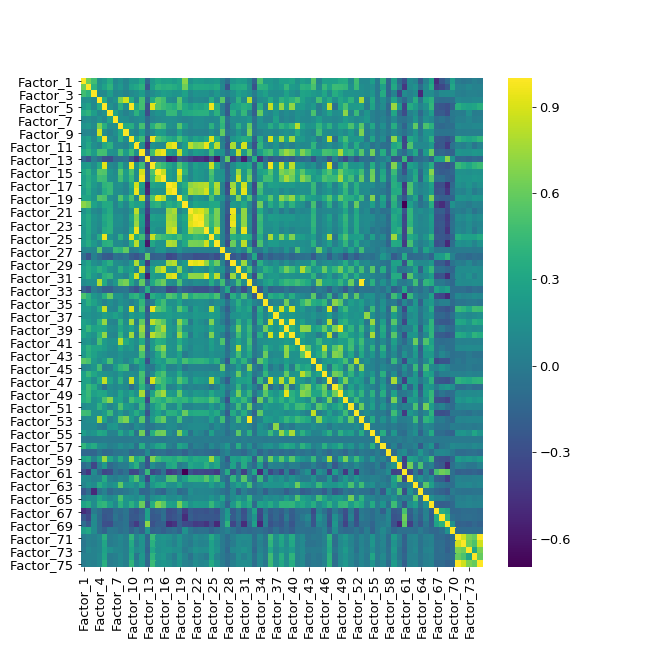 Factor_1
Factor_3
Factor_5
Factor_7
Factor_9
Factor_11
Factor_13
Factor_15
Factor_17
Factor_19
Factor_21
Factor_23
Factor_25
Factor_27
Factor_29
Factor_31
Factor_33
Factor_35
Factor_37
Factor_39
Factor_41
Factor_43
Factor_45
Factor_47
Factor_49
Factor_51
Factor_53
Factor_55
Factor_57
Factor_59
Factor_61
Factor_63
Factor_65
Factor_67
Factor_69
Factor_71
Factor_73
Factor_75
Factor_1
Factor_4
Factor_7
Factor_10
Factor_13
Factor_16
Factor_19
Factor_22
Factor_25
Factor_28
Factor_31
Factor_34
Factor_37
Factor_40
Factor_43
Factor_46
Factor_49
Factor_52
Factor_55
Factor_58
Factor_61
Factor_64
Factor_67
Factor_70
Factor_73
0.9
0.6
0.3
0.0
−0.3
−0.6